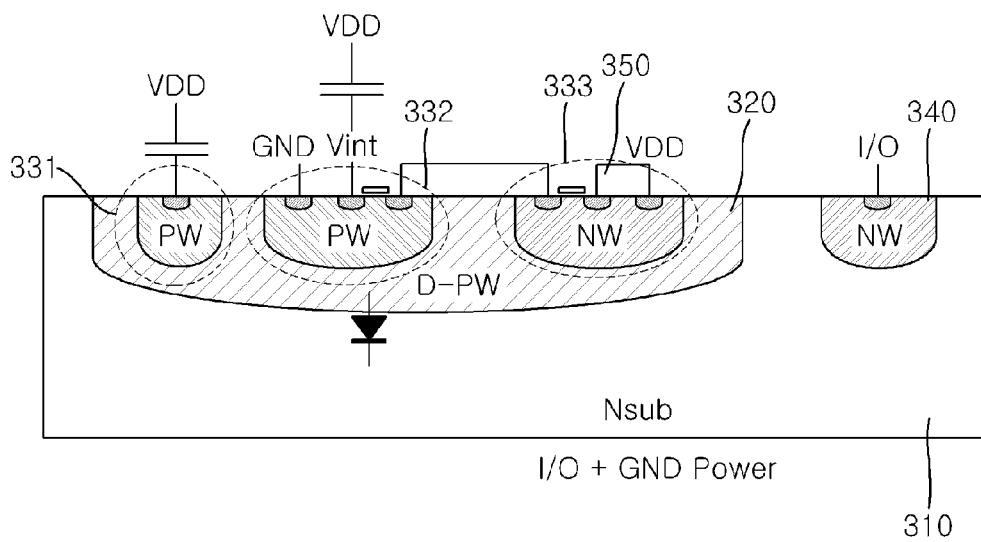 VDD
VDD
333
350
332
320
340
GND Vint
VDD
I/O
331
PW
PW
NW
NW
D-PW
Nsub
I/O + GND Power
310